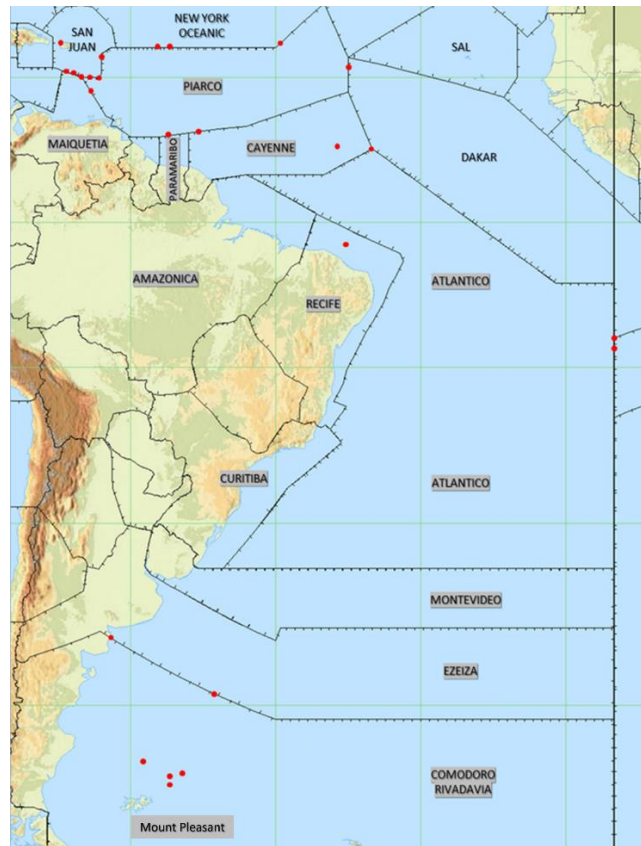 NEW YORK
OCEANIC
SAN
JUAN
SAL
PIARCO
MAIQUETIA
PARAMARIBO
CAYENNE
DAKAR
AMAZONICA
RECIFE
ATLANTICO
CURITIBA
ATLANTICO
MONTEVIDEO
EZEIZA
COMODORO
RIVADAVIA
Mount Pleasant